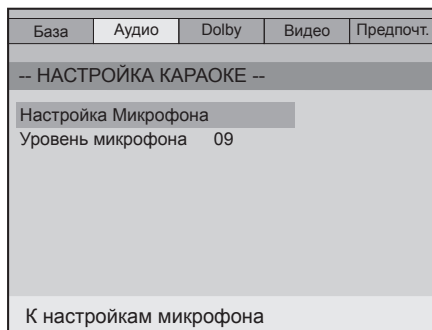 База Аудио Dolby Видео Предпочт.
-- НАСТРОЙКА КАРАОКЕ --
Настройка Микрофона
Уровень микрофона 09
К настройкам микрофона